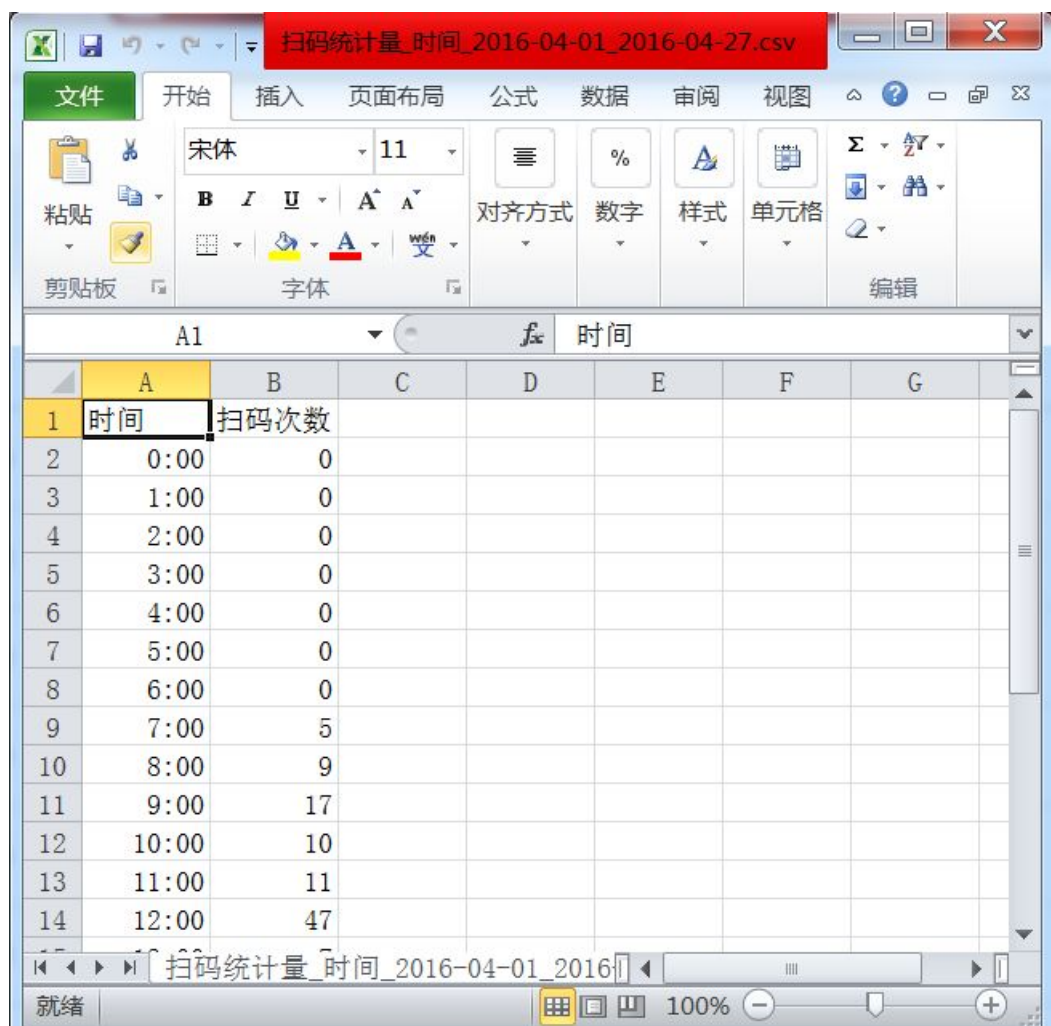 扫码统计量_时间_2016-04-01_2016-04-27.csv
文件 开始 插入 页面布局 公式 数据 审阅 视图
宋体 11
粘贴 B I U A A 对齐方式 % 数字 样式 单元格 Σ
wén 文 A
剪贴板 字体 编辑
A1 fx 时间
A B C D E F G
1 时间 扫码次数
2 0:00 0
3 1:00 0
4 2:00 0
5 3:00 0
6 4:00 0
7 5:00 0
8 6:00 0
9 7:00 5
10 8:00 9
11 9:00 17
12 10:00 10
13 11:00 11
14 12:00 47
扫码统计量_时间_2016-04-01_2016
就绪 100%